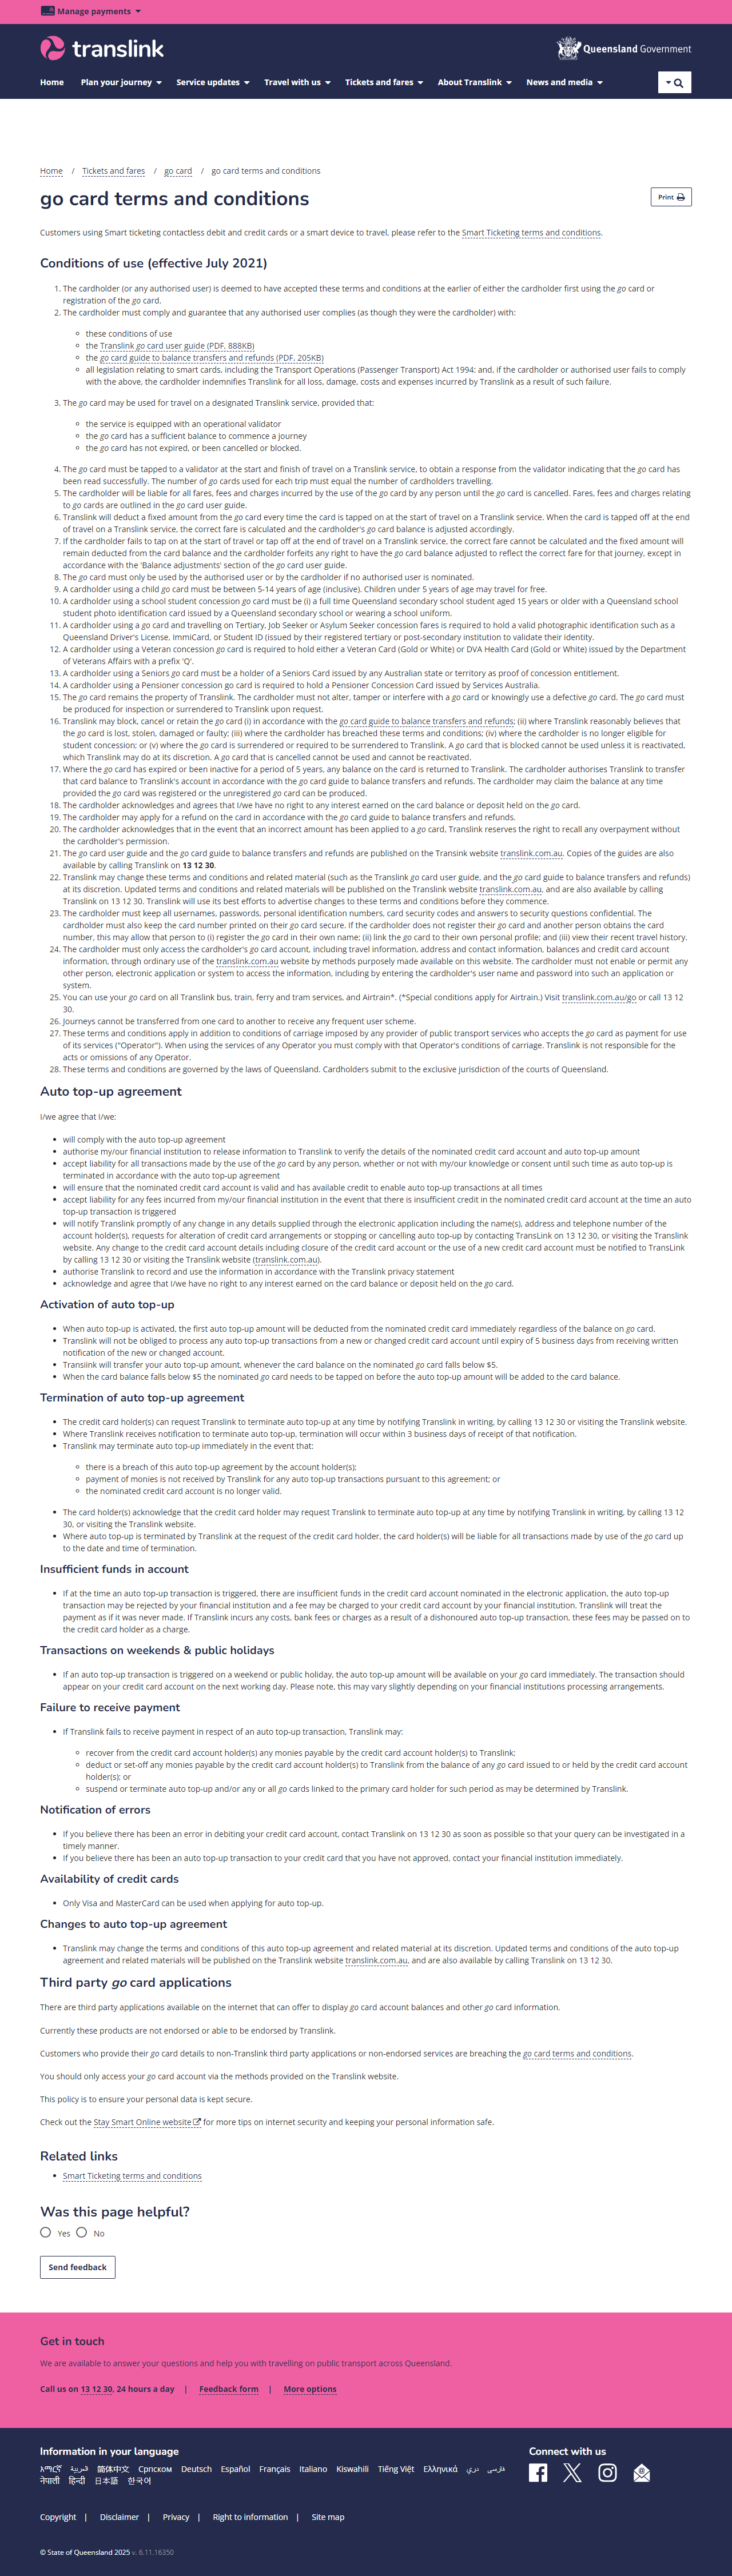 Manage payments
translink
Queensland Government
Home Plan your journey Service updates Travel with us Tickets and fares About Translink News and media
Home / Tickets and fares / go card / go card terms and conditions
go card terms and conditions
Print
Customers using Smart ticketing contactless debit and credit cards or a smart device to travel, please refer to the Smart Ticketing terms and conditions.
Conditions of use (effective July 2021)
1. The cardholder (or any authorised user) is deemed to have accepted these terms and conditions at the earlier of either the cardholder first using the go card or
registration of the go card.
2. The cardholder must comply and guarantee that any authorised user complies (as though they were the cardholder) with:
these conditions of use
the Translink go card user guide (PDF, 888KB)
the go card guide to balance transfers and refunds (PDF, 205KB)
all legislation relating to smart cards, including the Transport Operations (Passenger Transport) Act 1994; and, if the cardholder or authorised user fails to comply
with the above, the cardholder indemnifies Translink for all loss, damage, costs and expenses incurred by Translink as a result of such failure.
3. The go card may be used for travel on a designated Translink service, provided that:
the service is equipped with an operational validator
the go card has a sufficient balance to commence a journey
the go card has not expired, or been cancelled or blocked.
4. The go card must be tapped to a validator at the start and finish of travel on a Translink service, to obtain a response from the validator indicating that the go card has
been read successfully. The number of go cards used for each trip must equal the number of cardholders travelling.
5. The cardholder will be liable for all fares, fees and charges incurred by the use of the go card by any person until the go card is cancelled. Fares, fees and charges relating
to go cards are outlined in the go card user guide.
6. Translink will deduct a fixed amount from the go card every time the card is tapped on at the start of travel on a Translink service. When the card is tapped off at the end
of travel on a Translink service, the correct fare is calculated and the cardholder's go card balance is adjusted accordingly.
7. If the cardholder fails to tap on at the start of travel or tap off at the end of travel on a Translink service, the correct fare cannot be calculated and the fixed amount will
remain deducted from the card balance and the cardholder forfeits any right to have the go card balance adjusted to reflect the correct fare for that journey, except in
accordance with the 'Balance adjustments' section of the go card user guide.
8. The go card must only be used by the authorised user or by the cardholder if no authorised user is nominated.
9. A cardholder using a child go card must be between 5-14 years of age (inclusive). Children under 5 years of age may travel for free.
10. A cardholder using a school student concession go card must be (i) a full time Queensland secondary school student aged 15 years or older with a Queensland school
student photo identification card issued by a Queensland secondary school or wearing a school uniform.
11. A cardholder using a go card and travelling on Tertiary, Job Seeker or Asylum Seeker concession fares is required to hold a valid photographic identification such as a
Queensland Driver's License, ImmiCard, or Student ID (issued by their registered tertiary or post-secondary institution to validate their identity.
12. A cardholder using a Veteran concession go card is required to hold either a Veteran Card (Gold or White) or DVA Health Card (Gold or White) issued by the Department
of Veterans Affairs with a prefix 'Q'.
13. A cardholder using a Seniors go card must be a holder of a Seniors Card issued by any Australian state or territory as proof of concession entitlement.
14. A cardholder using a Pensioner concession go card is required to hold a Pensioner Concession Card issued by Services Australia.
15. The go card remains the property of Translink. The cardholder must not alter, tamper or interfere with a go card or knowingly use a defective go card. The go card must
be produced for inspection or surrendered to Translink upon request.
16. Translink may block, cancel or retain the go card (i) in accordance with the go card guide to balance transfers and refunds; (ii) where Translink reasonably believes that
the go card is lost, stolen, damaged or faulty; (iii) where the cardholder has breached these terms and conditions; (iv) where the cardholder is no longer eligible for
student concession; or (v) where the go card is surrendered or required to be surrendered to Translink. A go card that is blocked cannot be used unless it is reactivated,
which Translink may do at its discretion. A go card that is cancelled cannot be used and cannot be reactivated.
17. Where the go card has expired or been inactive for a period of 5 years, any balance on the card is returned to Translink. The cardholder authorises Translink to transfer
that card balance to Translink's account in accordance with the go card guide to balance transfers and refunds. The cardholder may claim the balance at any time
provided the go card was registered or the unregistered go card can be produced.
18. The cardholder acknowledges and agrees that I/we have no right to any interest earned on the card balance or deposit held on the go card.
19. The cardholder may apply for a refund on the card in accordance with the go card guide to balance transfers and refunds.
20. The cardholder acknowledges that in the event that an incorrect amount has been applied to a go card, Translink reserves the right to recall any overpayment without
the cardholder's permission.
21. The go card user guide and the go card guide to balance transfers and refunds are published on the Transink website translink.com.au. Copies of the guides are also
available by calling Translink on 13 12 30.
22. Translink may change these terms and conditions and related material (such as the Translink go card user guide, and the go card guide to balance transfers and refunds)
at its discretion. Updated terms and conditions and related materials will be published on the Translink website translink.com.au, and are also available by calling
Translink on 13 12 30. Translink will use its best efforts to advertise changes to these terms and conditions before they commence.
23. The cardholder must keep all usernames, passwords, personal identification numbers, card security codes and answers to security questions confidential. The
cardholder must also keep the card number printed on their go card secure. If the cardholder does not register their go card and another person obtains the card
number, this may allow that person to (i) register the go card in their own name; (ii) link the go card to their own personal profile; and (iii) view their recent travel history.
24. The cardholder must only access the cardholder's go card account, including travel information, address and contact information, balances and credit card account
information, through ordinary use of the translink.com.au website by methods purposely made available on this website. The cardholder must not enable or permit any
other person, electronic application or system to access the information, including by entering the cardholder's user name and password into such an application or
system.
25. You can use your go card on all Translink bus, train, ferry and tram services, and Airtrain*. (*Special conditions apply for Airtrain.) Visit translink.com.au/go or call 13 12
30.
26. Journeys cannot be transferred from one card to another to receive any frequent user scheme.
27. These terms and conditions apply in addition to conditions of carriage imposed by any provider of public transport services who accepts the go card as payment for use
of its services ("Operator"). When using the services of any Operator you must comply with that Operator's conditions of carriage. Translink is not responsible for the
acts or omissions of any Operator.
28. These terms and conditions are governed by the laws of Queensland. Cardholders submit to the exclusive jurisdiction of the courts of Queensland.
Auto top-up agreement
I/we agree that I/we:
will comply with the auto top-up agreement
authorise my/our financial institution to release information to Translink to verify the details of the nominated credit card account and auto top-up amount
accept liability for all transactions made by the use of the go card by any person, whether or not with my/our knowledge or consent until such time as auto top-up is
terminated in accordance with the auto top-up agreement
will ensure that the nominated credit card account is valid and has available credit to enable auto top-up transactions at all times
accept liability for any fees incurred from my/our financial institution in the event that there is insufficient credit in the nominated credit card account at the time an auto
top-up transaction is triggered
will notify Translink promptly of any change in any details supplied through the electronic application including the name(s), address and telephone number of the
account holder(s), requests for alteration of credit card arrangements or stopping or cancelling auto top-up by contacting TransLink on 13 12 30, or visiting the Translink
website. Any change to the credit card account details including closure of the credit card account or the use of a new credit card account must be notified to TransLink
by calling 13 12 30 or visiting the Translink website (translink.com.au).
authorise Translink to record and use the information in accordance with the Translink privacy statement
acknowledge and agree that I/we have no right to any interest earned on the card balance or deposit held on the go card.
Activation of auto top-up
When auto top-up is activated, the first auto top-up amount will be deducted from the nominated credit card immediately regardless of the balance on go card.
Translink will not be obliged to process any auto top-up transactions from a new or changed credit card account until expiry of 5 business days from receiving written
notification of the new or changed account.
Translink will transfer your auto top-up amount, whenever the card balance on the nominated go card falls below $5.
When the card balance falls below $5 the nominated go card needs to be tapped on before the auto top-up amount will be added to the card balance.
Termination of auto top-up agreement
The credit card holder(s) can request Translink to terminate auto top-up at any time by notifying Translink in writing, by calling 13 12 30 or visiting the Translink website.
Where Translink receives notification to terminate auto top-up, termination will occur within 3 business days of receipt of that notification.
Translink may terminate auto top-up immediately in the event that:
there is a breach of this auto top-up agreement by the account holder(s);
payment of monies is not received by Translink for any auto top-up transactions pursuant to this agreement; or
the nominated credit card account is no longer valid.
The card holder(s) acknowledge that the credit card holder may request Translink to terminate auto top-up at any time by notifying Translink in writing, by calling 13 12
30, or visiting the Translink website.
Where auto top-up is terminated by Translink at the request of the credit card holder, the card holder(s) will be liable for all transactions made by use of the go card up
to the date and time of termination.
Insufficient funds in account
If at the time an auto top-up transaction is triggered, there are insufficient funds in the credit card account nominated in the electronic application, the auto top-up
transaction may be rejected by your financial institution and a fee may be charged to your credit card account by your financial institution. Translink will treat the
payment as if it was never made. If Translink incurs any costs, bank fees or charges as a result of a dishonoured auto top-up transaction, these fees may be passed on to
the credit card holder as a charge.
Transactions on weekends & public holidays
If an auto top-up transaction is triggered on a weekend or public holiday, the auto top-up amount will be available on your go card immediately. The transaction should
appear on your credit card account on the next working day. Please note, this may vary slightly depending on your financial institutions processing arrangements.
Failure to receive payment
If Translink fails to receive payment in respect of an auto top-up transaction, Translink may:
recover from the credit card account holder(s) any monies payable by the credit card account holder(s) to Translink;
deduct or set-off any monies payable by the credit card account holder(s) to Translink from the balance of any go card issued to or held by the credit card account
holder(s); or
suspend or terminate auto top-up and/or any or all go cards linked to the primary card holder for such period as may be determined by Translink.
Notification of errors
If you believe there has been an error in debiting your credit card account, contact Translink on 13 12 30 as soon as possible so that your query can be investigated in a
timely manner.
If you believe there has been an auto top-up transaction to your credit card that you have not approved, contact your financial institution immediately.
Availability of credit cards
Only Visa and MasterCard can be used when applying for auto top-up.
Changes to auto top-up agreement
Translink may change the terms and conditions of this auto top-up agreement and related material at its discretion. Updated terms and conditions of the auto top-up
agreement and related materials will be published on the Translink website translink.com.au, and are also available by calling Translink on 13 12 30.
Third party go card applications
There are third party applications available on the internet that can offer to display go card account balances and other go card information.
Currently these products are not endorsed or able to be endorsed by Translink.
Customers who provide their go card details to non-Translink third party applications or non-endorsed services are breaching the go card terms and conditions.
You should only access your go card account via the methods provided on the Translink website.
This policy is to ensure your personal data is kept secure.
Check out the Stay Smart Online website for more tips on internet security and keeping your personal information safe.
Related links
Smart Ticketing terms and conditions
Was this page helpful?
Yes No
Send feedback
Get in touch
We are available to answer your questions and help you with travelling on public transport across Queensland.
Call us on 13 12 30, 24 hours a day | Feedback form | More options
Information in your language
Connect with us
አማርኛ العربية 简体中文 Српском Deutsch Español Français Italiano Kiswahili Tiếng Việt Ελληνικά دري فارسی
नेपाली हिन्दी 日本語 한국어
Copyright | Disclaimer | Privacy | Right to information | Site map
© State of Queensland 2025 v. 6.11.16350